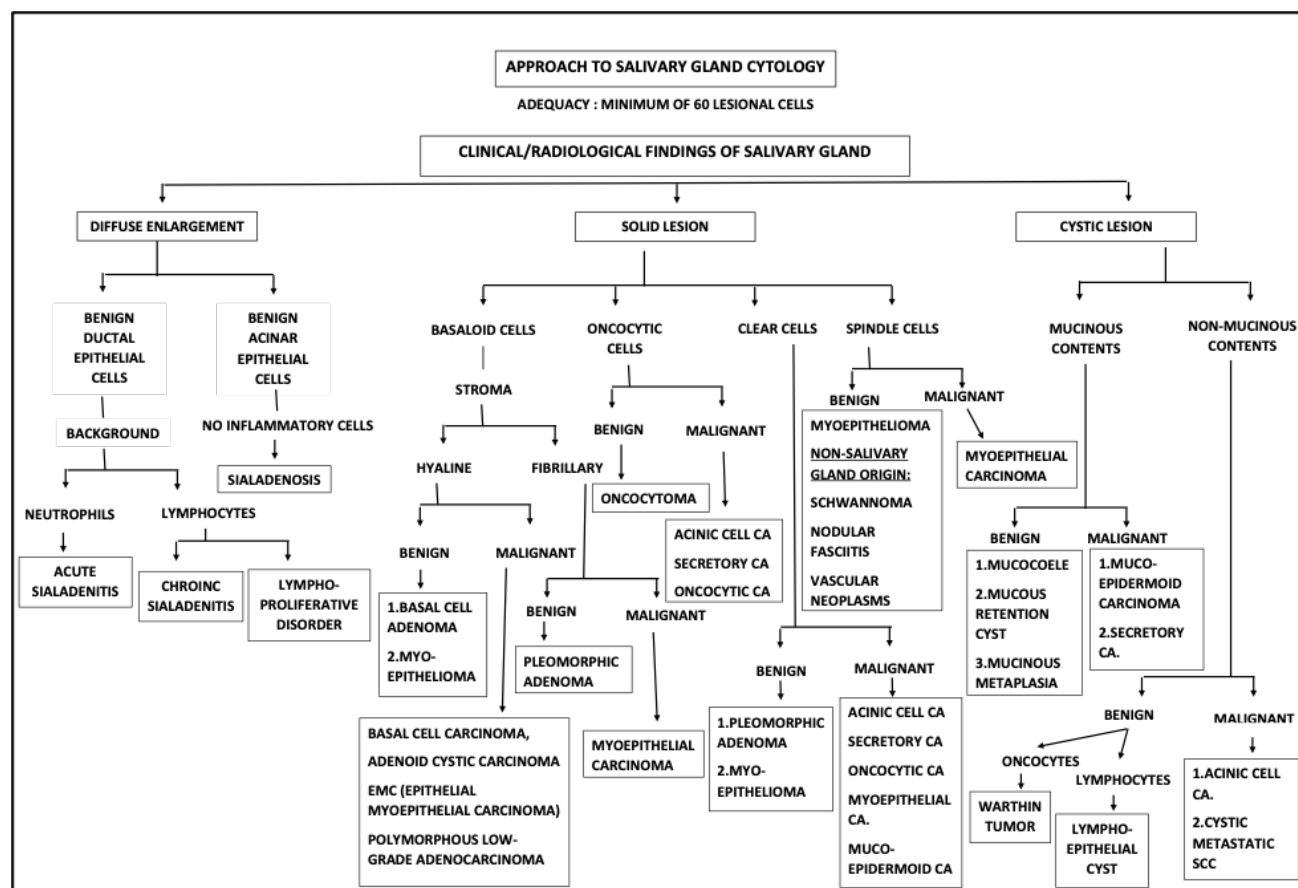 APPROACH TO SALIVARY GLAND CYTOLOGY
ADEQUACY : MINIMUM OF 60 LESIONAL CELLS
CLINICAL/RADIOLOGICAL FINDINGS OF SALIVARY GLAND
DIFFUSE ENLARGEMENT
BENIGN
DUCTAL
EPITHELIAL
CELLS
BENIGN
ACINAR
EPITHELIAL
CELLS
BACKGROUND
NO INFLAMMATORY CELLS
SIALADENOSIS
NEUTROPHILS
LYMPHOCYTES
ACUTE
SIALADENITIS
CHROINC
SIALADENITIS
LYMPHO-
PROLIFERATIVE
DISORDER
SOLID LESION
BASALOID CELLS
STROMA
HYALINE
FIBRILLARY
BENIGN
MALIGNANT
1.BASAL CELL
ADENOMA
2.MYO-
EPITHELIOMA
BASAL CELL CARCINOMA,
ADENOID CYSTIC CARCINOMA
EMC (EPITHELIAL
MYOEPITHELIAL CARCINOMA)
POLYMORPHOUS LOW-
GRADE ADENOCARCINOMA
BENIGN
MALIGNANT
PLEOMORPHIC
ADENOMA
MYOEPITHELIAL
CARCINOMA
ONCOCYTIC
CELLS
BENIGN
MALIGNANT
ONCOCYTOMA
ACINIC CELL CA
SECRETORY CA
ONCOCYTIC CA
CLEAR CELLS
BENIGN
MALIGNANT
1.PLEOMORPHIC
ADENOMA
2.MYO-
EPITHELIOMA
ACINIC CELL CA
SECRETORY CA
ONCOCYTIC CA
MYOEPITHELIAL
CA.
MUCO-
EPIDERMOID CA
SPINDLE CELLS
BENIGN
MALIGNANT
MYOEPITHELIOMA
NON-SALIVARY
GLAND ORIGIN:
SCHWANNOMA
NODULAR
FASCIITIS
VASCULAR
NEOPLASMS
MYOEPITHELIAL
CARCINOMA
CYSTIC LESION
MUCINOUS
CONTENTS
BENIGN
MALIGNANT
1.MUCOCOELE
2.MUCOUS
RETENTION
CYST
3.MUCINOUS
METAPLASIA
1.MUCO-
EPIDERMOID
CARCINOMA
2.SECRETORY
CA.
NON-MUCINOUS
CONTENTS
BENIGN
MALIGNANT
ONCOCYTES
LYMPHOCYTES
WARTHIN
TUMOR
LYMPHO-
EPITHELIAL
CYST
1.ACINIC CELL
CA.
2.CYSTIC
METASTATIC
SCC